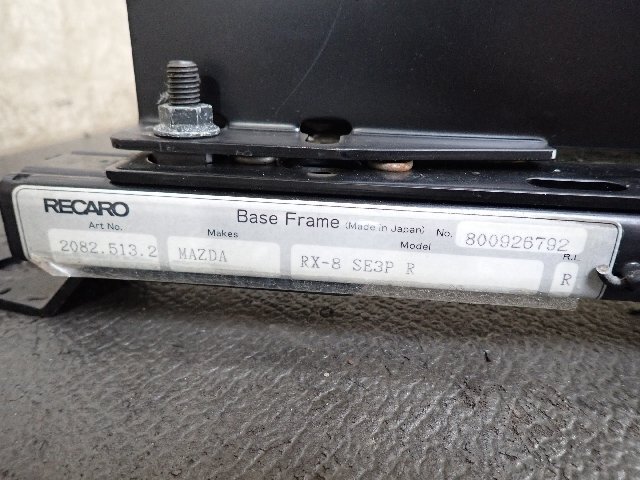 RECARO
Base Frame (Made in Japan) No. 800926792
Art No. Makes Model R.I.
2082.513.2 MAZDA RX-8 SE3P R R